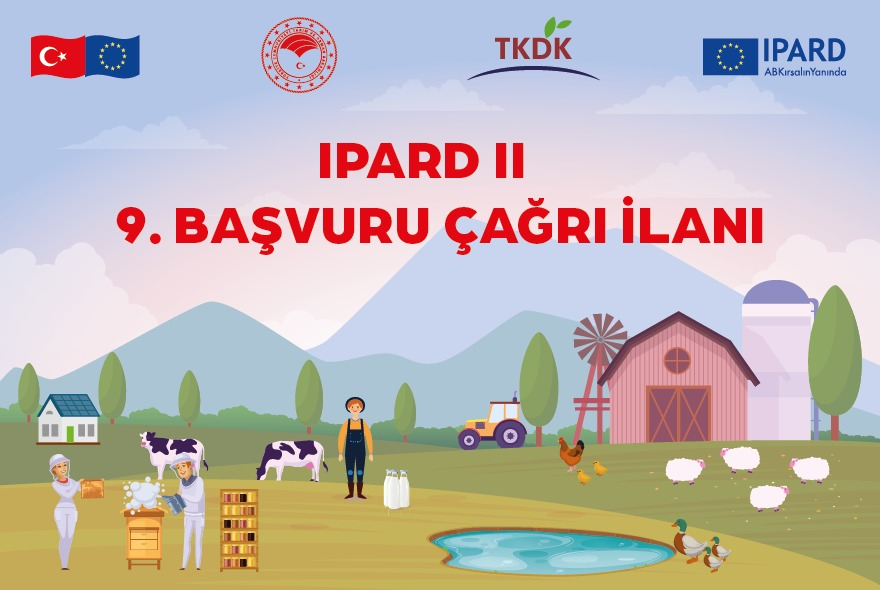 TKDK
IPARD
ABKırsalınYanında
IPARD II
9. BAŞVURU ÇAĞRI İLANI